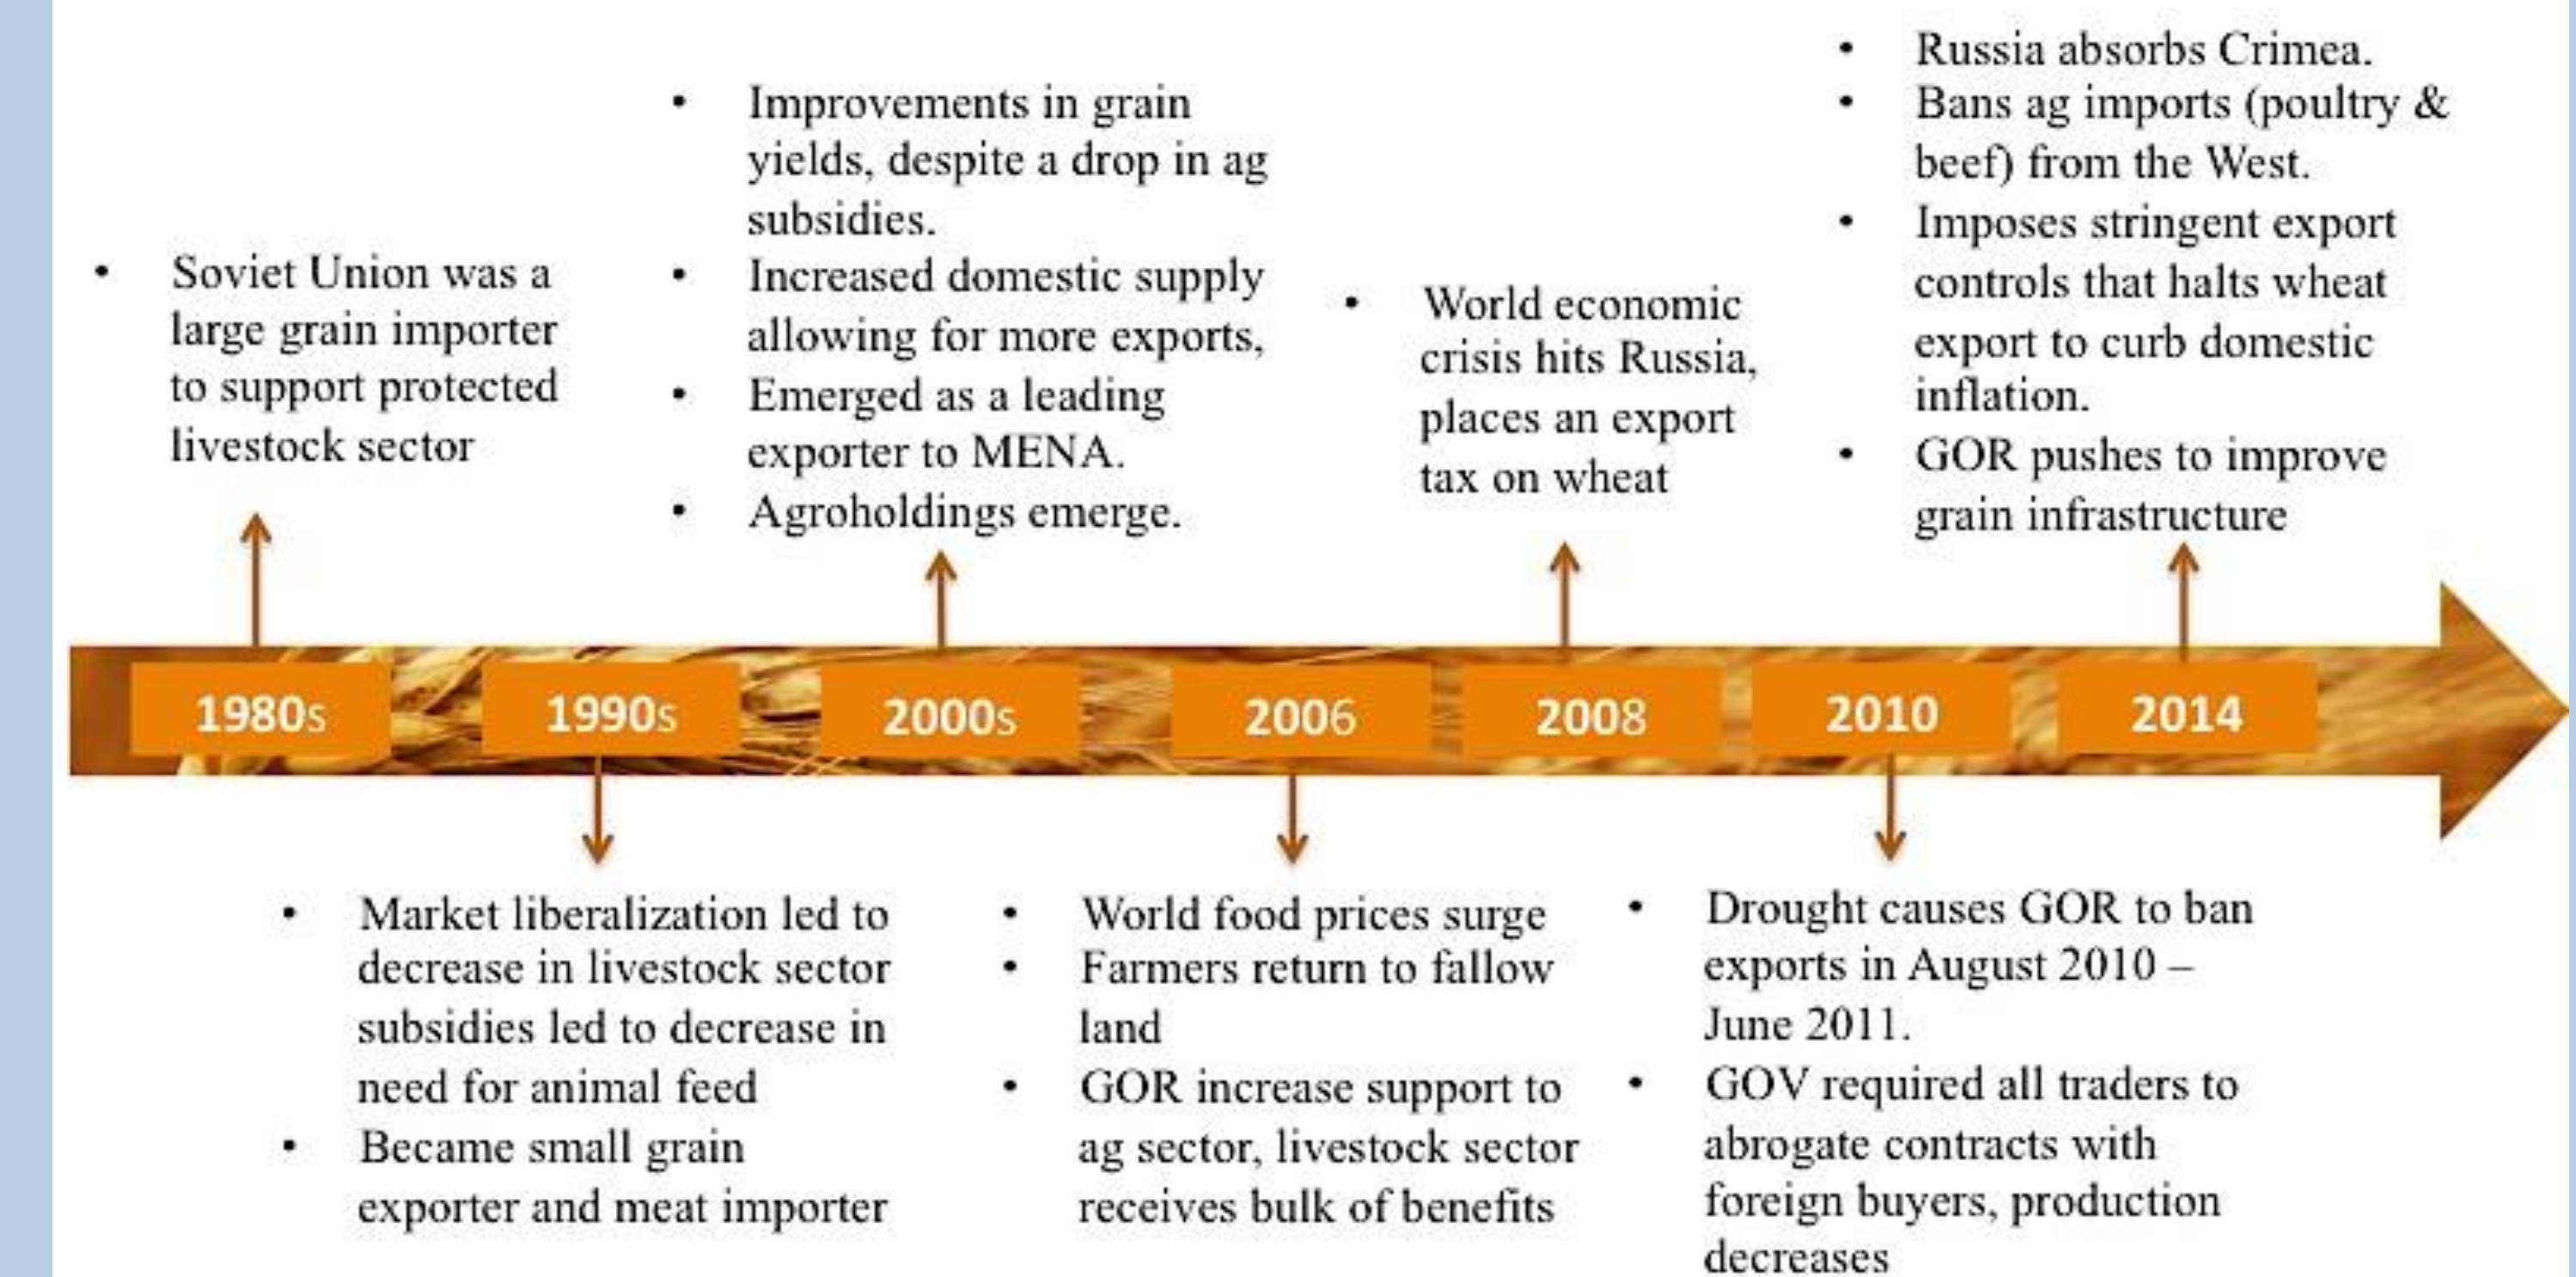 • Soviet Union was a
large grain importer
to support protected
livestock sector
• Improvements in grain
yields, despite a drop in ag
subsidies.
• Increased domestic supply
allowing for more exports,
• Emerged as a leading
exporter to MENA.
• Agroholdings emerge.
• World economic
crisis hits Russia,
places an export
tax on wheat
• Russia absorbs Crimea.
• Bans ag imports (poultry &
beef) from the West.
• Imposes stringent export
controls that halts wheat
export to curb domestic
inflation.
• GOR pushes to improve
grain infrastructure
1980s
1990s
2000s
2006
2008
2010
2014
• Market liberalization led to
decrease in livestock sector
subsidies led to decrease in
need for animal feed
• Became small grain
exporter and meat importer
• World food prices surge
• Farmers return to fallow
land
• GOR increase support to
ag sector, livestock sector
receives bulk of benefits
• Drought causes GOR to ban
exports in August 2010 –
June 2011.
• GOV required all traders to
abrogate contracts with
foreign buyers, production
decreases